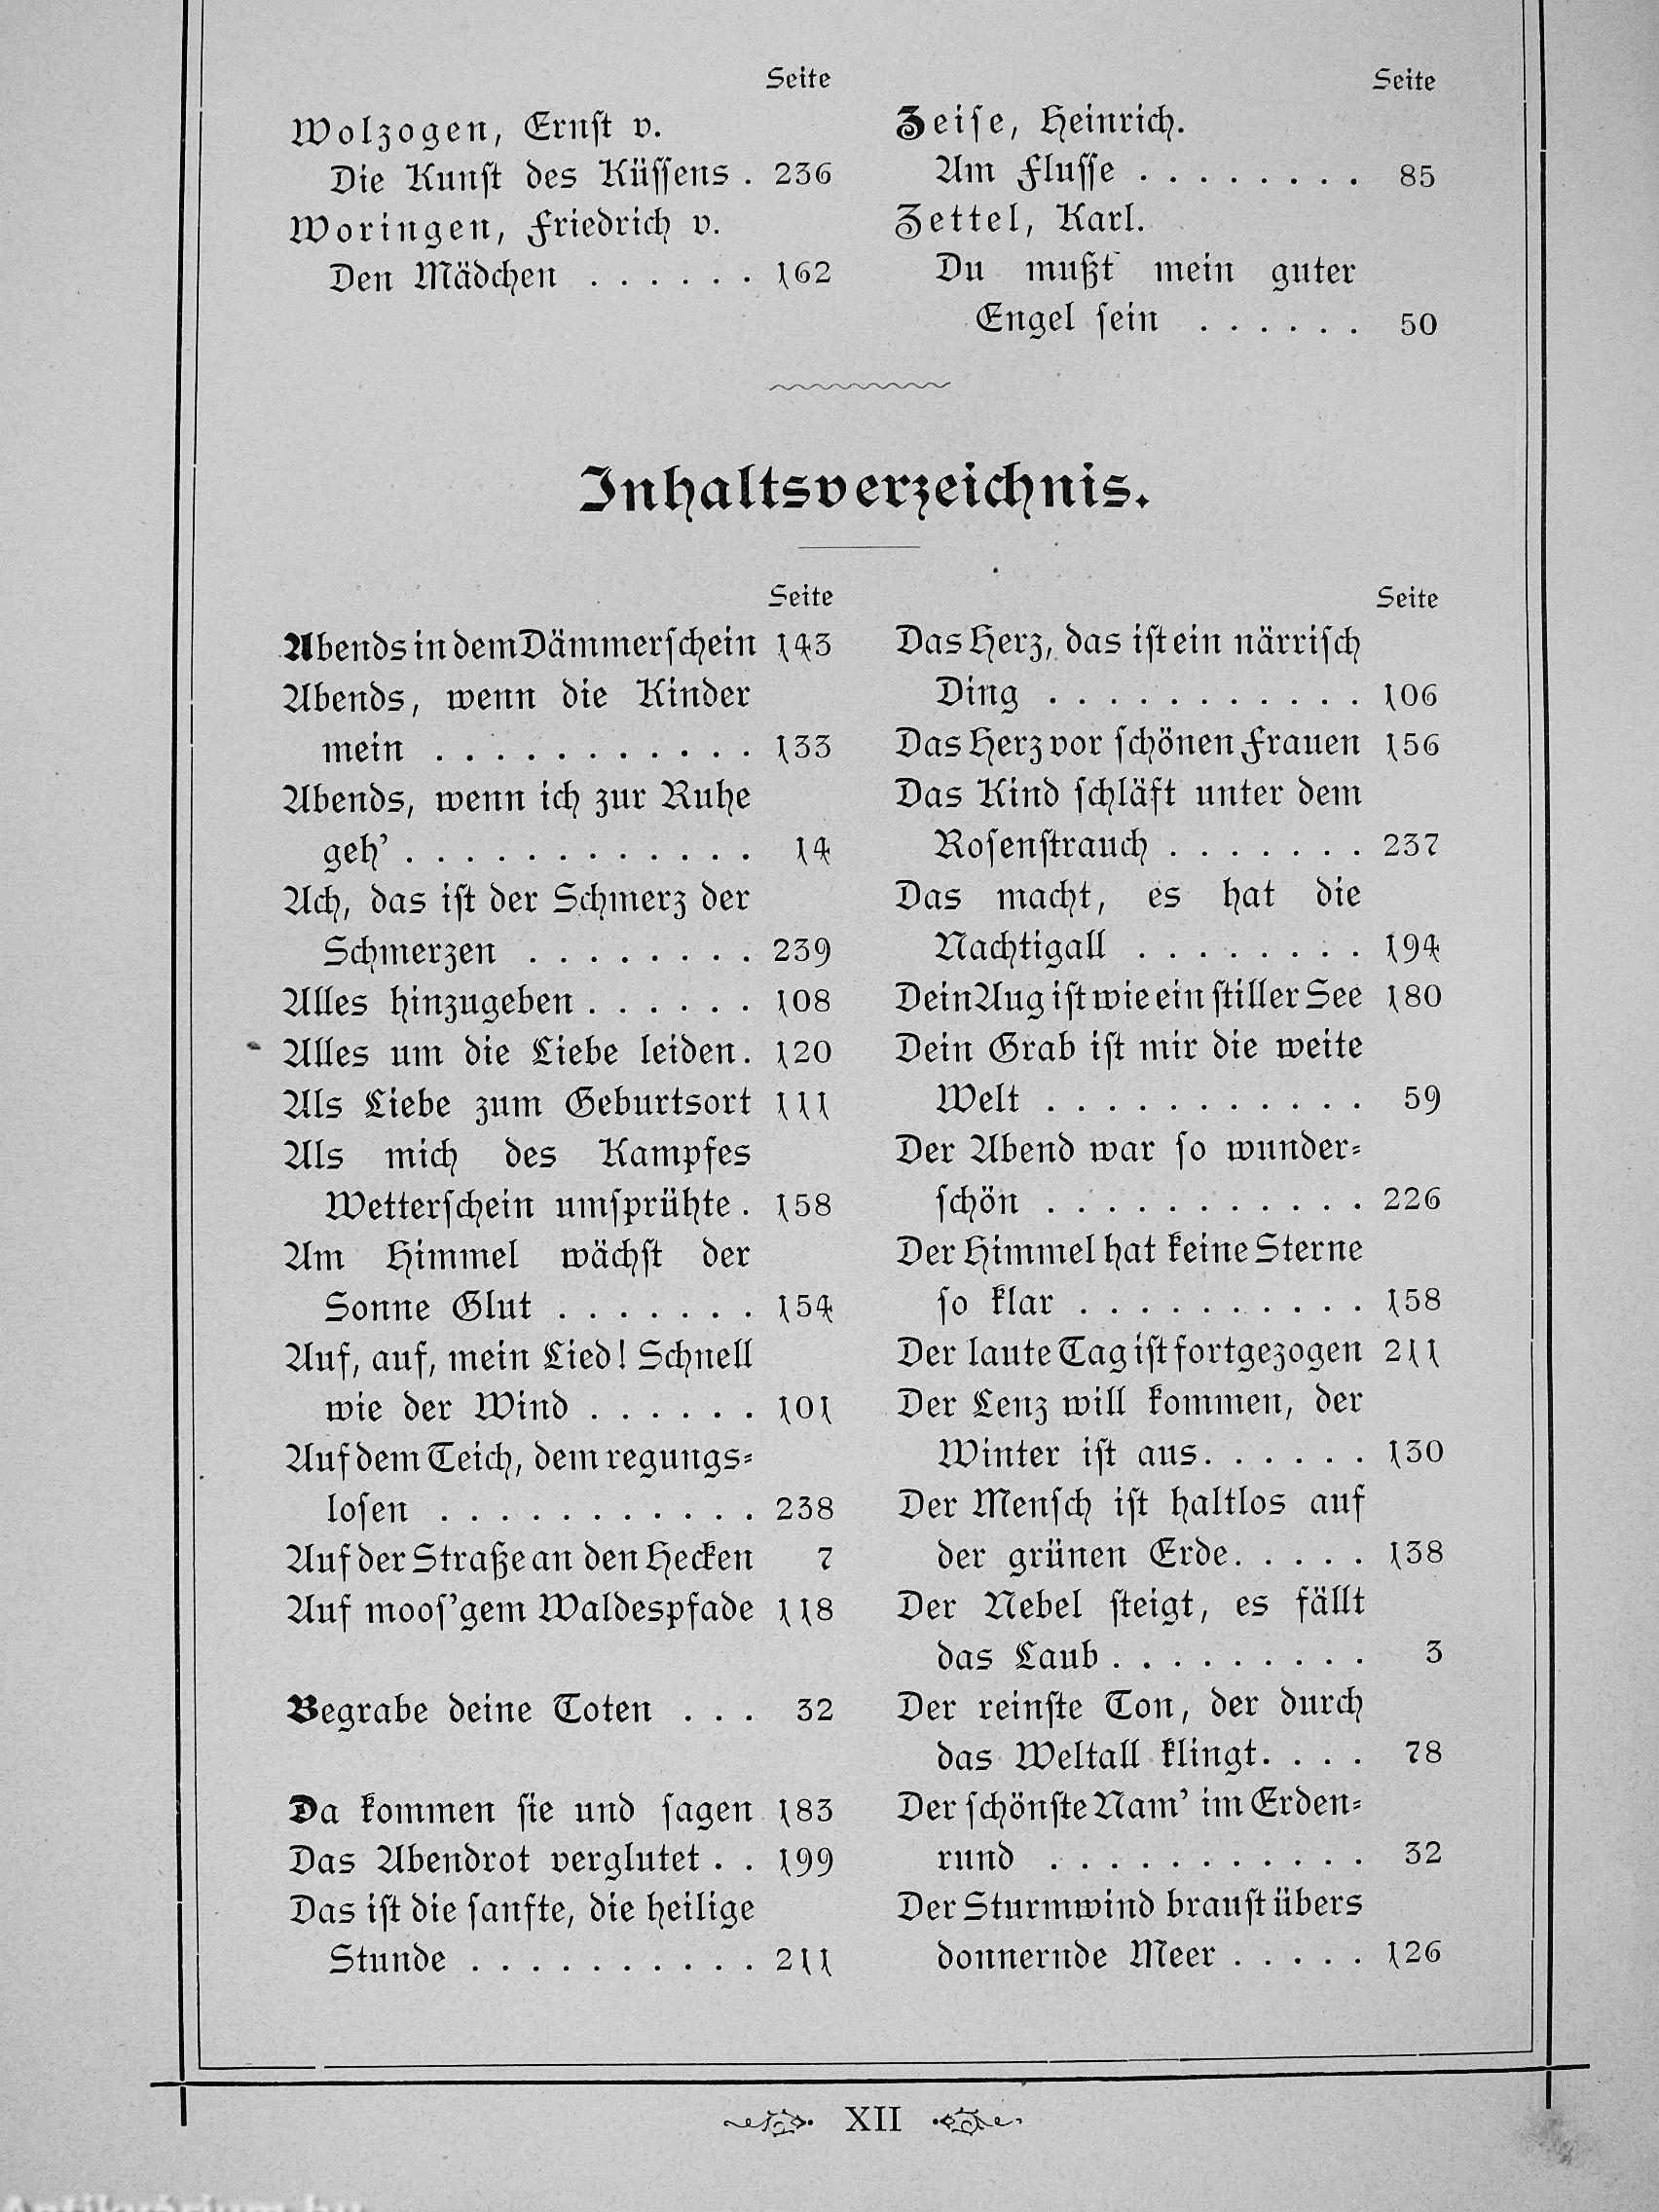 Seite
Wolzogen, Ernst v.
Die Kunst des Küssens . 236
Woringen, Friedrich v.
Den Mädchen . . . . . . 162
Seite
Zeise, Heinrich.
Am Flusse . . . . . . . . 85
Zettel, Karl.
Du mußt mein guter
Engel sein . . . . . . 50
Inhaltsverzeichnis.
Seite
Abends in dem Dämmerschein 143
Abends, wenn die Kinder
mein . . . . . . . . . . . 133
Abends, wenn ich zur Ruhe
geh' . . . . . . . . . . . . 14
Ach, das ist der Schmerz der
Schmerzen . . . . . . . . 239
Alles hinzugeben . . . . . . 108
Alles um die Liebe leiden . 120
Als Liebe zum Geburtsort 111
Als mich des Kampfes
Wetterschein umsprühte . 158
Am Himmel wächst der
Sonne Glut . . . . . . . 154
Auf, auf, mein Lied! Schnell
wie der Wind . . . . . . 101
Auf dem Teich, dem regungs-
losen . . . . . . . . . . . 238
Auf der Straße an den Hecken 7
Auf moos'gem Waldespfade 118
Begrabe deine Toten . . . 32
Da kommen sie und sagen 183
Das Abendrot verglutet . . 199
Das ist die sanfte, die heilige
Stunde . . . . . . . . . . 211
Seite
Das Herz, das ist ein närrisch
Ding . . . . . . . . . . . 106
Das Herz vor schönen Frauen 156
Das Kind schläft unter dem
Rosenstrauch . . . . . . . 237
Das macht, es hat die
Nachtigall . . . . . . . . 194
Dein Aug ist wie ein stiller See 180
Dein Grab ist mir die weite
Welt . . . . . . . . . . . 59
Der Abend war so wunder-
schön . . . . . . . . . . . 226
Der Himmel hat keine Sterne
so klar . . . . . . . . . . 158
Der laute Tag ist fortgezogen 211
Der Lenz will kommen, der
Winter ist aus . . . . . . 130
Der Mensch ist haltlos auf
der grünen Erde . . . . . 138
Der Nebel steigt, es fällt
das Laub . . . . . . . . . 3
Der reinste Ton, der durch
das Weltall klingt . . . . 78
Der schönste Nam' im Erden-
rund . . . . . . . . . . . 32
Der Sturmwind braust übers
donnernde Meer . . . . . 126
XII